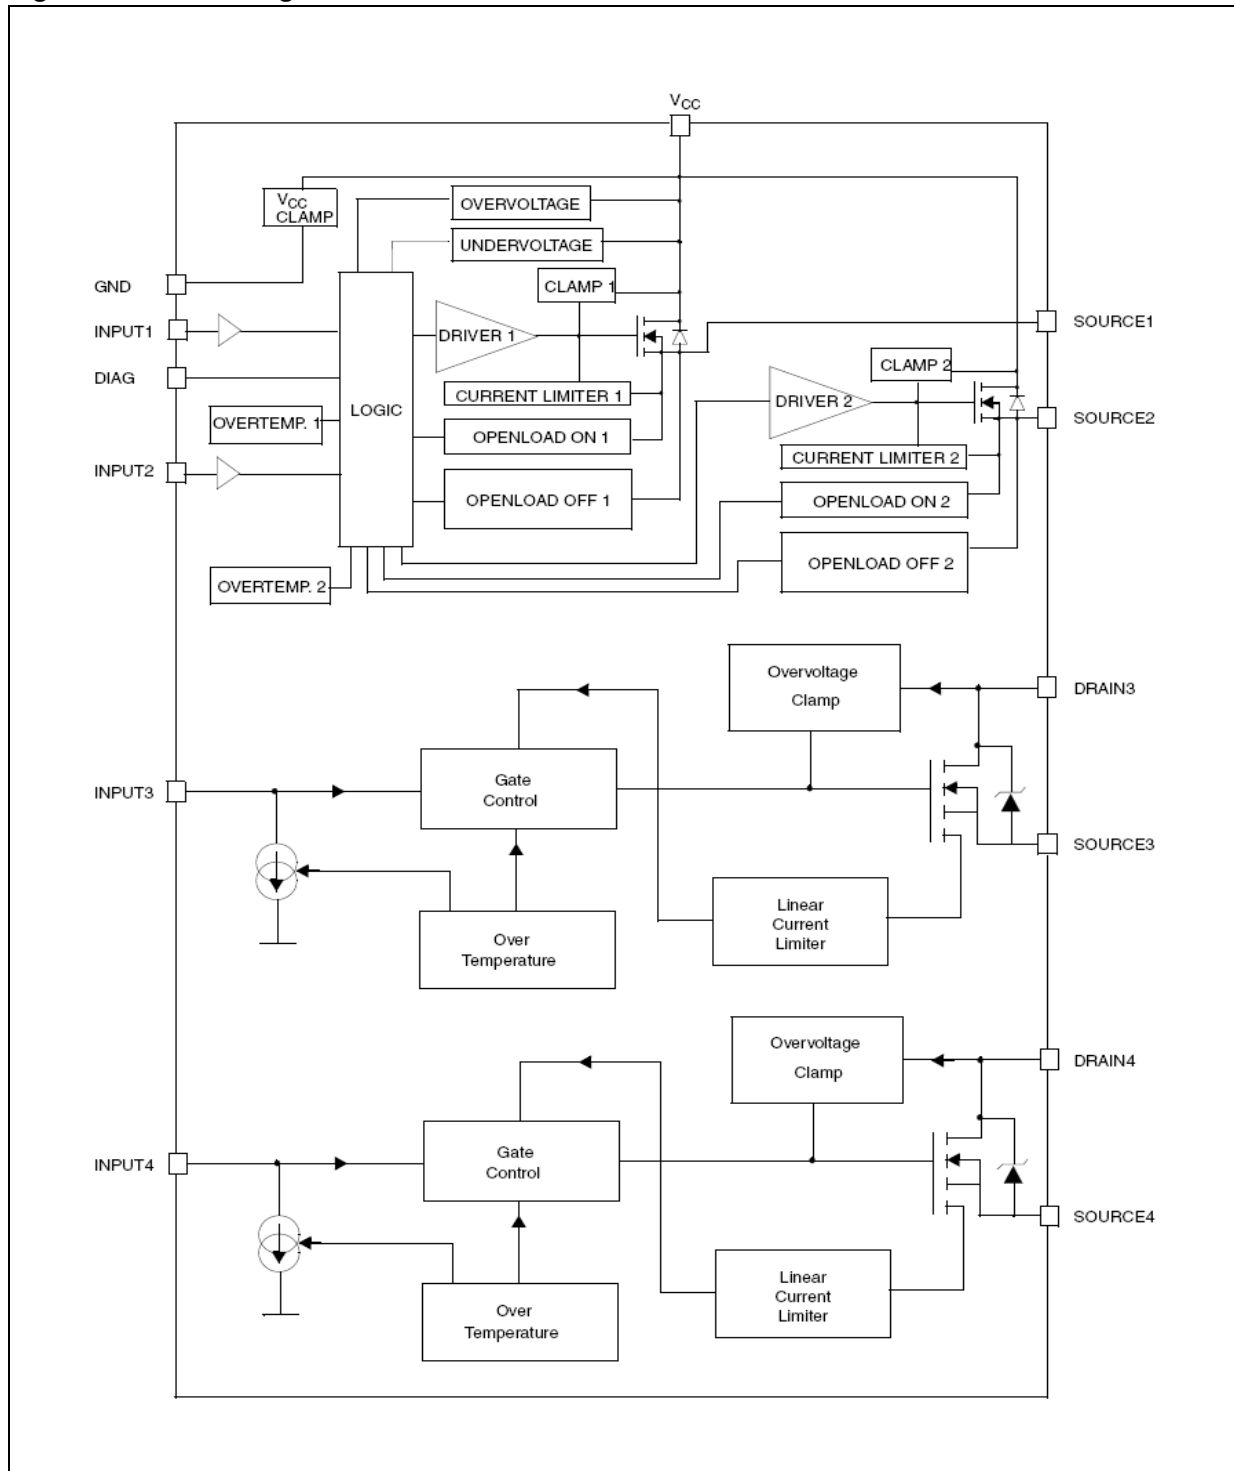 VCC
VCC
CLAMP
OVERVOLTAGE
UNDERVOLTAGE
GND
CLAMP 1
INPUT1
DRIVER 1
SOURCE1
DIAG
CLAMP 2
CURRENT LIMITER 1
DRIVER 2
LOGIC
OVERTEMP. 1
OPENLOAD ON 1
SOURCE2
INPUT2
CURRENT LIMITER 2
OPENLOAD OFF 1
OPENLOAD ON 2
OPENLOAD OFF 2
OVERTEMP. 2
Overvoltage
Clamp
DRAIN3
INPUT3
Gate
Control
SOURCE3
Linear
Current
Limiter
Over
Temperature
Overvoltage
Clamp
DRAIN4
INPUT4
Gate
Control
SOURCE4
Linear
Current
Limiter
Over
Temperature